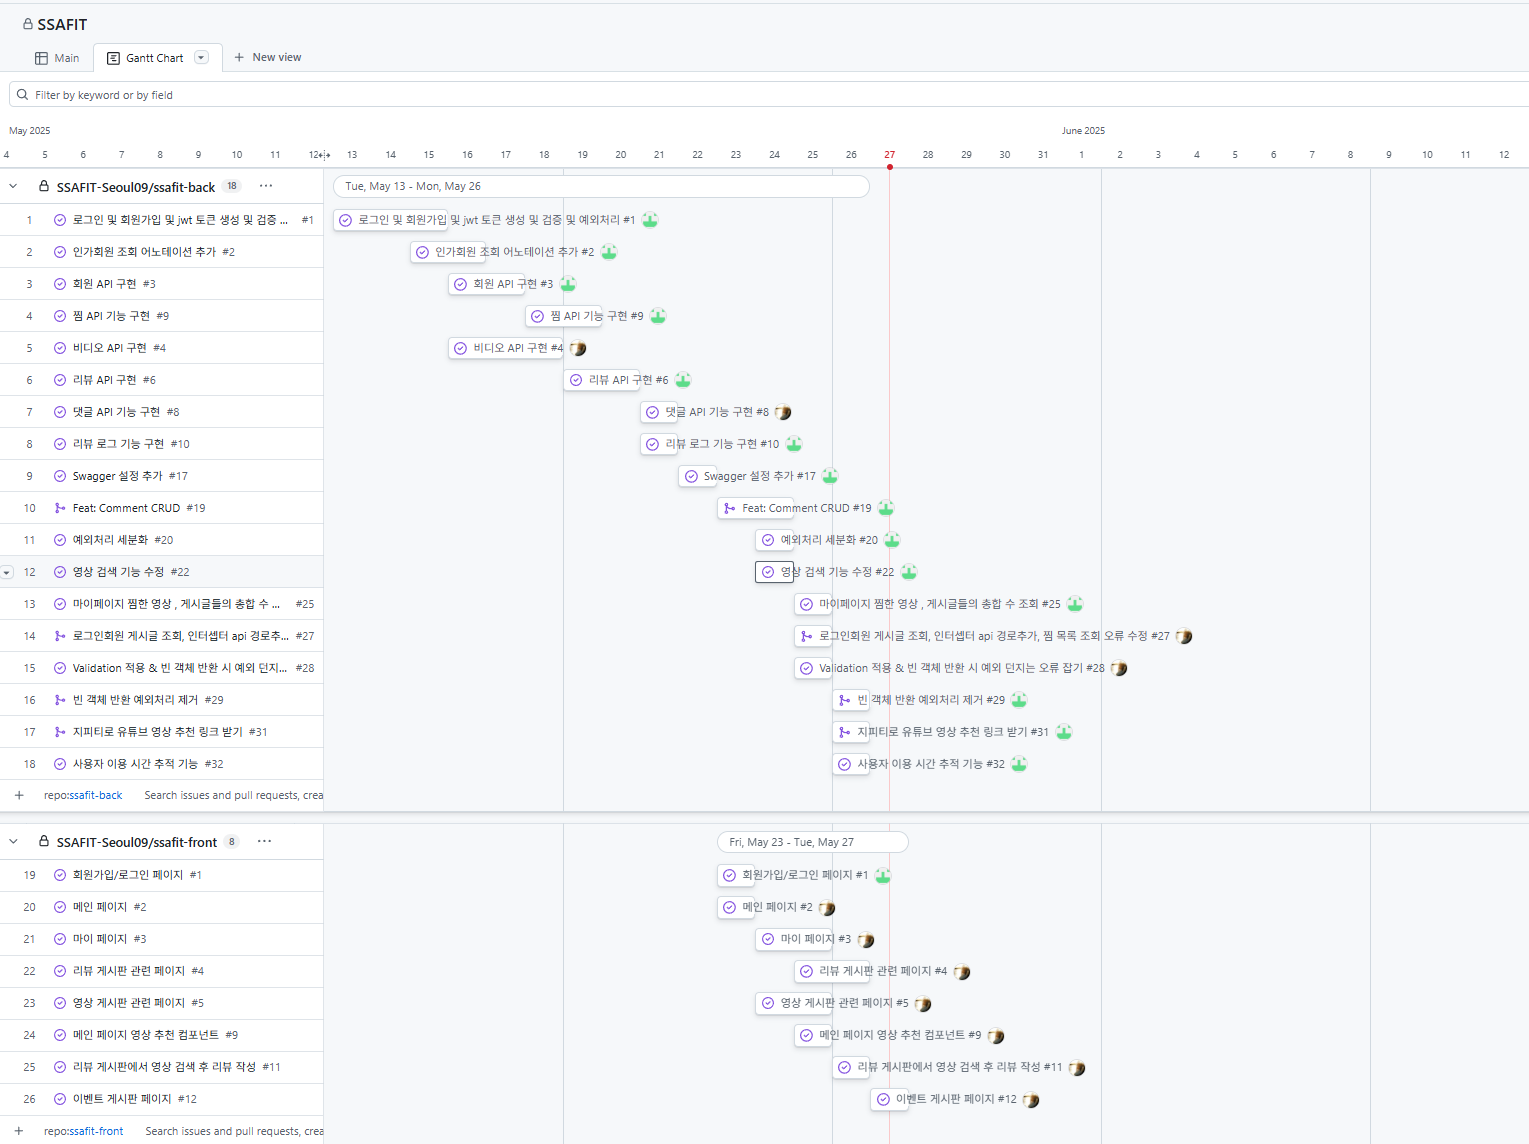 SSAFIT
Main
Gantt Chart
New view
Filter by keyword or by field
May 2025
June 2025
4 5 6 7 8 9 10 11 12 13 14 15 16 17 18 19 20 21 22 23 24 25 26 27 28 29 30 31 1 2 3 4 5 6 7 8 9 10 11 12
SSAFIT-Seoul09/ssafit-back 18 ... Tue, May 13 - Mon, May 26
1 로그인 및 회원가입 및 jwt 토큰 생성 및 검증 ... #1 로그인 및 회원가입 및 jwt 토큰 생성 및 검증 및 예외처리 #1
2 인가회원 조회 어노테이션 추가 #2 인가회원 조회 어노테이션 추가 #2
3 회원 API 구현 #3 회원 API 구현 #3
4 찜 API 기능 구현 #9 찜 API 기능 구현 #9
5 비디오 API 구현 #4 비디오 API 구현 #4
6 리뷰 API 구현 #6 리뷰 API 구현 #6
7 댓글 API 기능 구현 #8 댓글 API 기능 구현 #8
8 리뷰 로그 기능 구현 #10 리뷰 로그 기능 구현 #10
9 Swagger 설정 추가 #17 Swagger 설정 추가 #17
10 Feat: Comment CRUD #19 Feat: Comment CRUD #19
11 예외처리 세분화 #20 예외처리 세분화 #20
12 영상 검색 기능 수정 #22 영상 검색 기능 수정 #22
13 마이페이지 찜한 영상 , 게시글들의 총합 수 ... #25 마이페이지 찜한 영상 , 게시글들의 총합 수 조회 #25
14 로그인회원 게시글 조회, 인터셉터 api 경로추... #27 로그인회원 게시글 조회, 인터셉터 api 경로추가, 찜 목록 조회 오류 수정 #27
15 Validation 적용 & 빈 객체 반환 시 예외 던지... #28 Validation 적용 & 빈 객체 반환 시 예외 던지는 오류 잡기 #28
16 빈 객체 반환 예외처리 제거 #29 빈 객체 반환 예외처리 제거 #29
17 지피티로 유튜브 영상 추천 링크 받기 #31 지피티로 유튜브 영상 추천 링크 받기 #31
18 사용자 이용 시간 추적 기능 #32 사용자 이용 시간 추적 기능 #32
repo:ssafit-back Search issues and pull requests, crea
SSAFIT-Seoul09/ssafit-front 8 ... Fri, May 23 - Tue, May 27
19 회원가입/로그인 페이지 #1 회원가입/로그인 페이지 #1
20 메인 페이지 #2 메인 페이지 #2
21 마이 페이지 #3 마이 페이지 #3
22 리뷰 게시판 관련 페이지 #4 리뷰 게시판 관련 페이지 #4
23 영상 게시판 관련 페이지 #5 영상 게시판 관련 페이지 #5
24 메인 페이지 영상 추천 컴포넌트 #9 메인 페이지 영상 추천 컴포넌트 #9
25 리뷰 게시판에서 영상 검색 후 리뷰 작성 #11 리뷰 게시판에서 영상 검색 후 리뷰 작성 #11
26 이벤트 게시판 페이지 #12 이벤트 게시판 페이지 #12
repo:ssafit-front Search issues and pull requests, crea